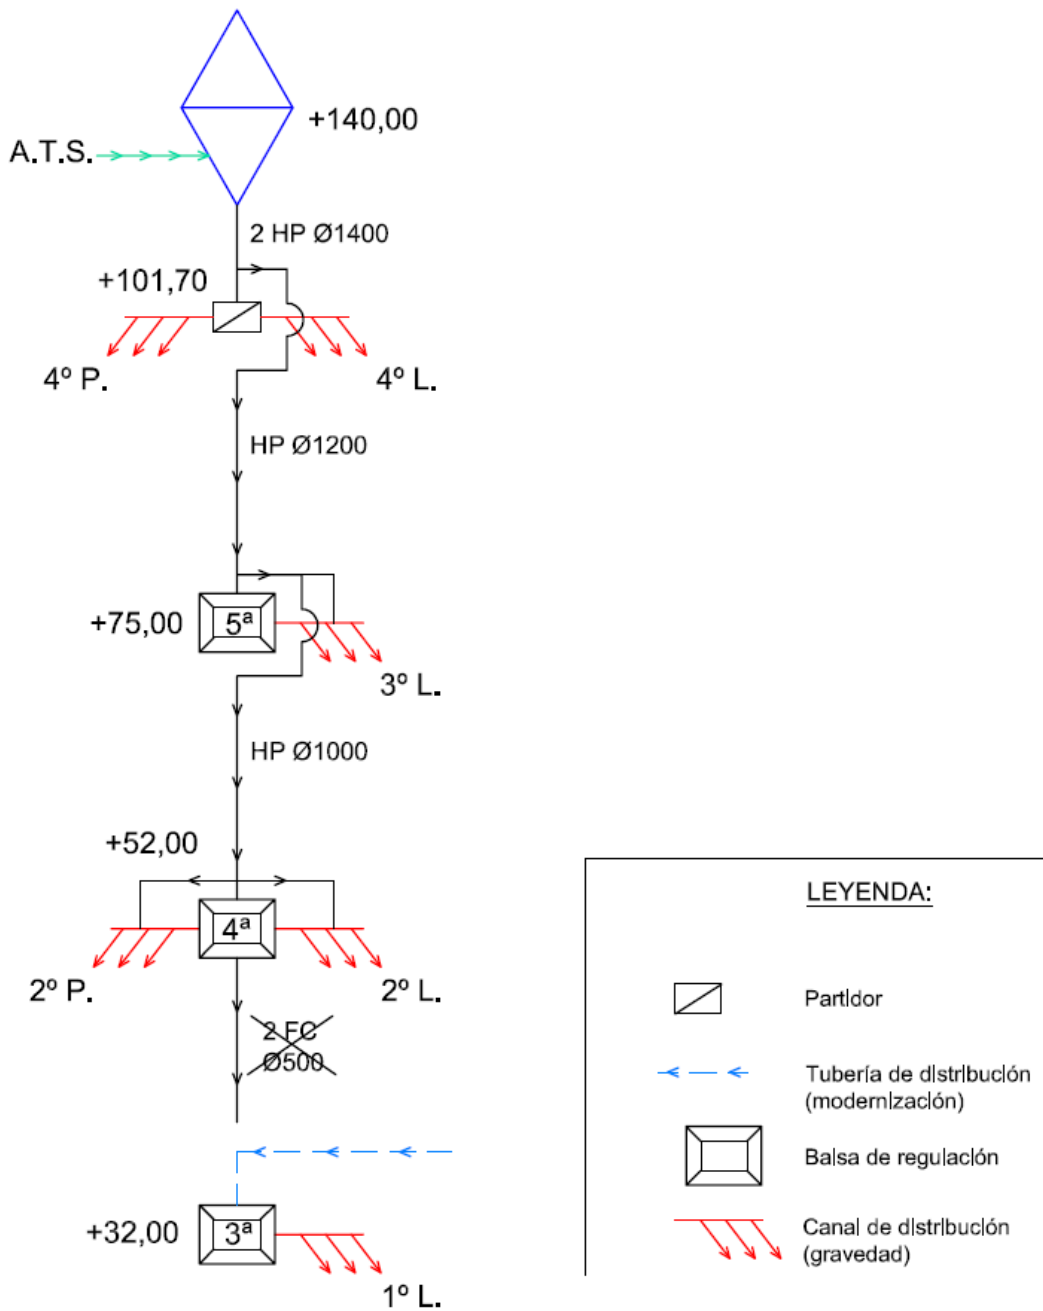 +140,00
A.T.S.
2 HP Ø1400
+101,70
4º P.
4º L.
HP Ø1200
+75,00
5ª
3º L.
HP Ø1000
+52,00
4ª
2º P.
2º L.
2 FC
Ø500
+32,00
3ª
1º L.
LEYENDA:
Partidor
Tubería de distribución
(modernización)
Balsa de regulación
Canal de distribución
(gravedad)